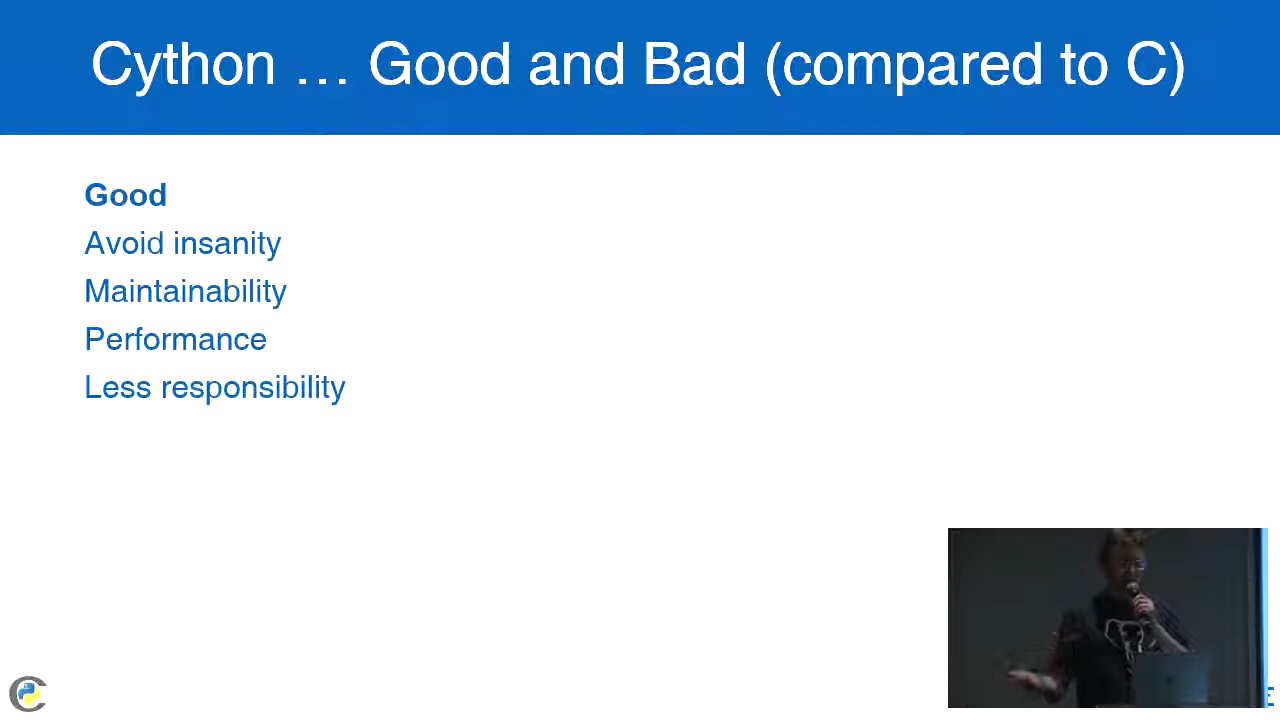 Cython … Good and Bad (compared to C)
Good
Avoid insanity
Maintainability
Performance
Less responsibility